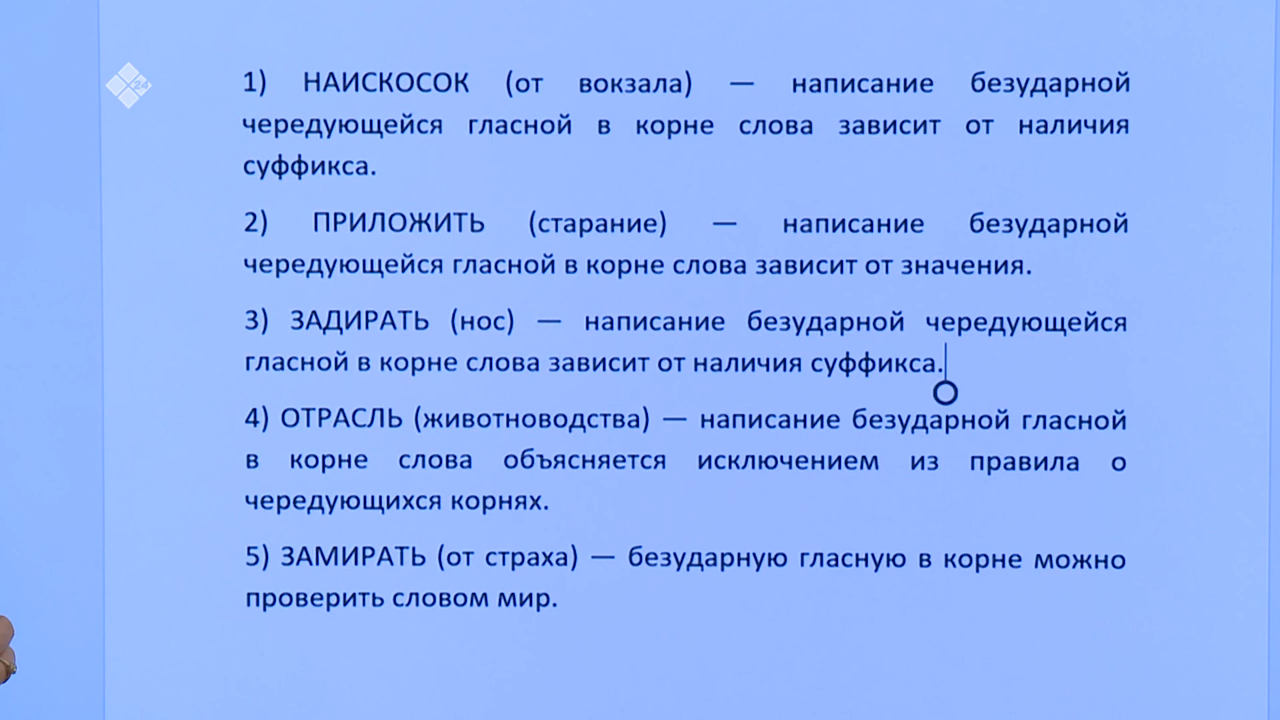 24
1) НАИСКОСОК (от вокзала) — написание безударной
чередующейся гласной в корне слова зависит от наличия
суффикса.
2) ПРИЛОЖИТЬ (старание) — написание безударной
чередующейся гласной в корне слова зависит от значения.
3) ЗАДИРАТЬ (нос) — написание безударной чередующейся
гласной в корне слова зависит от наличия суффикса.
4) ОТРАСЛЬ (животноводства) — написание безударной гласной
в корне слова объясняется исключением из правила о
чередующихся корнях.
5) ЗАМИРАТЬ (от страха) — безударную гласную в корне можно
проверить словом мир.